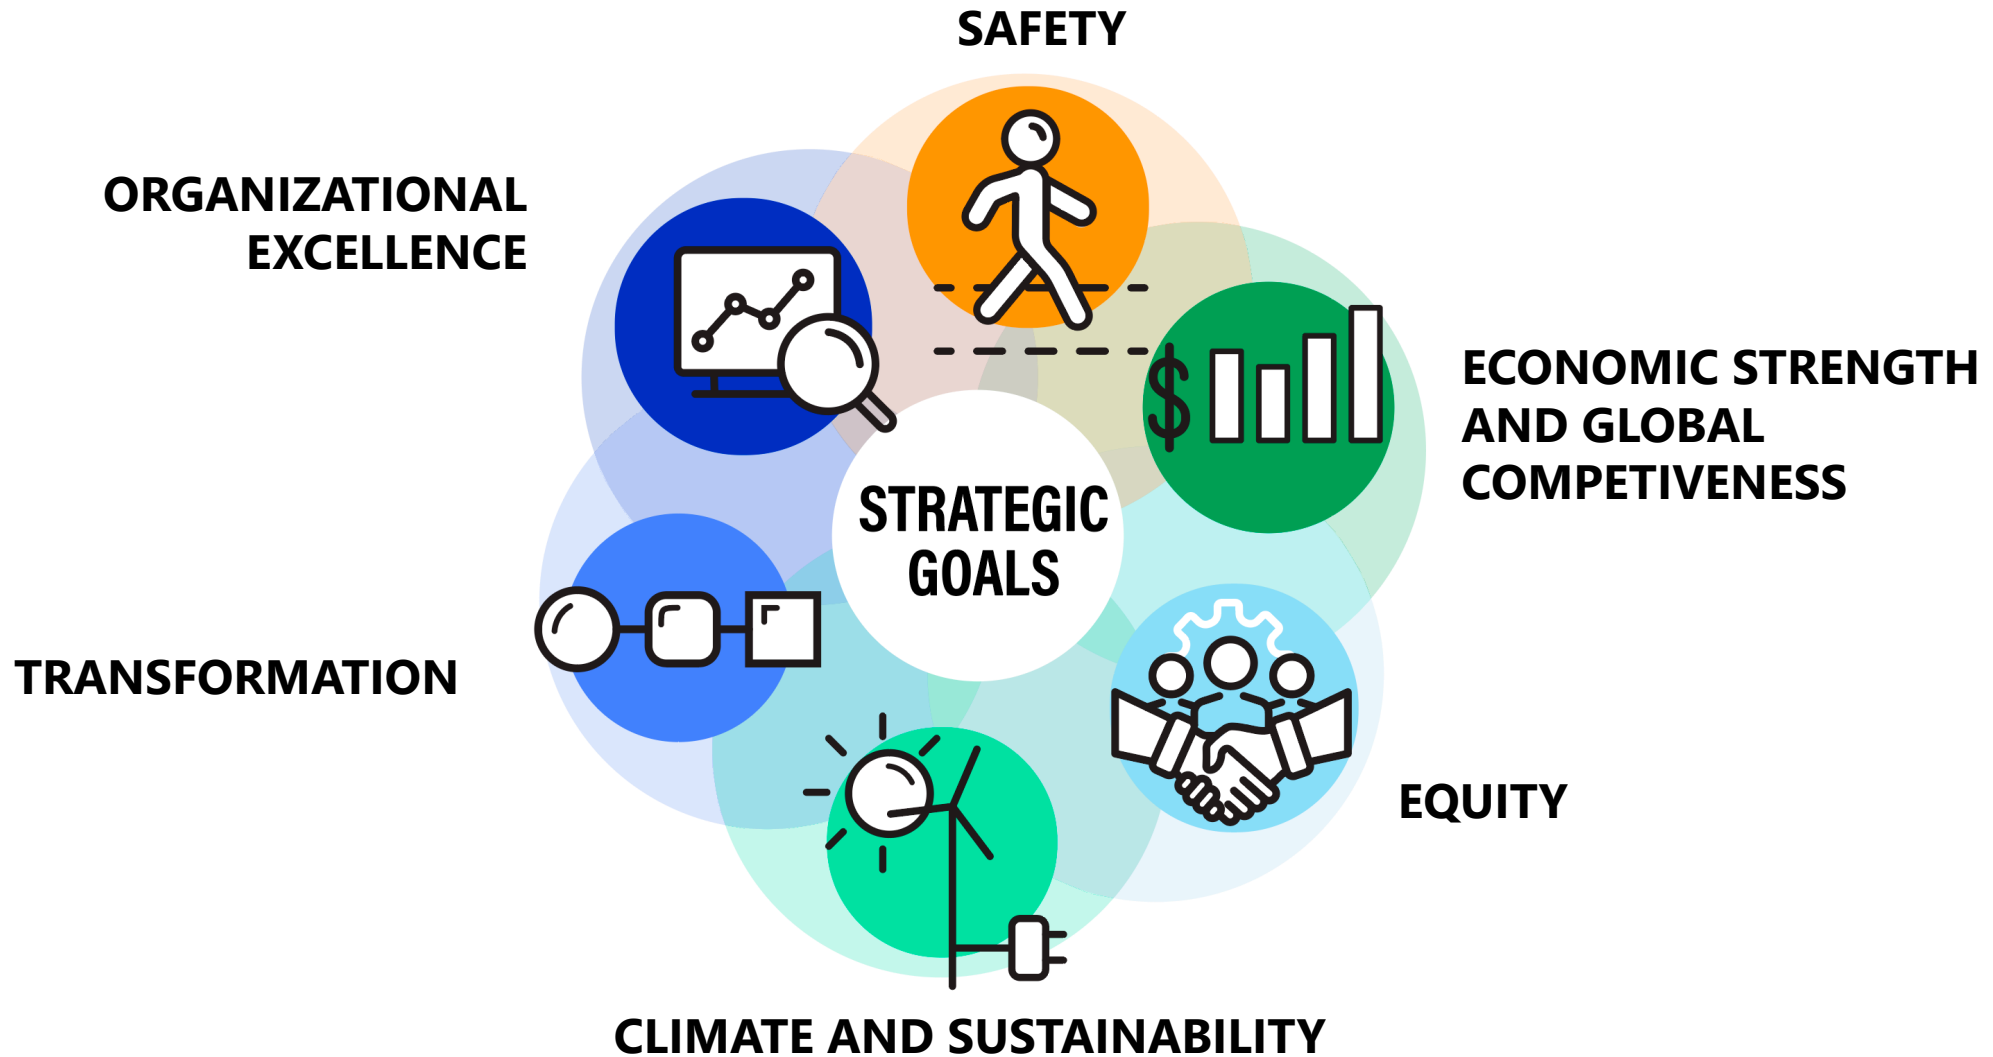 SAFETY
ORGANIZATIONAL
EXCELLENCE
ECONOMIC STRENGTH
AND GLOBAL
COMPETIVENESS
STRATEGIC
GOALS
TRANSFORMATION
EQUITY
CLIMATE AND SUSTAINABILITY